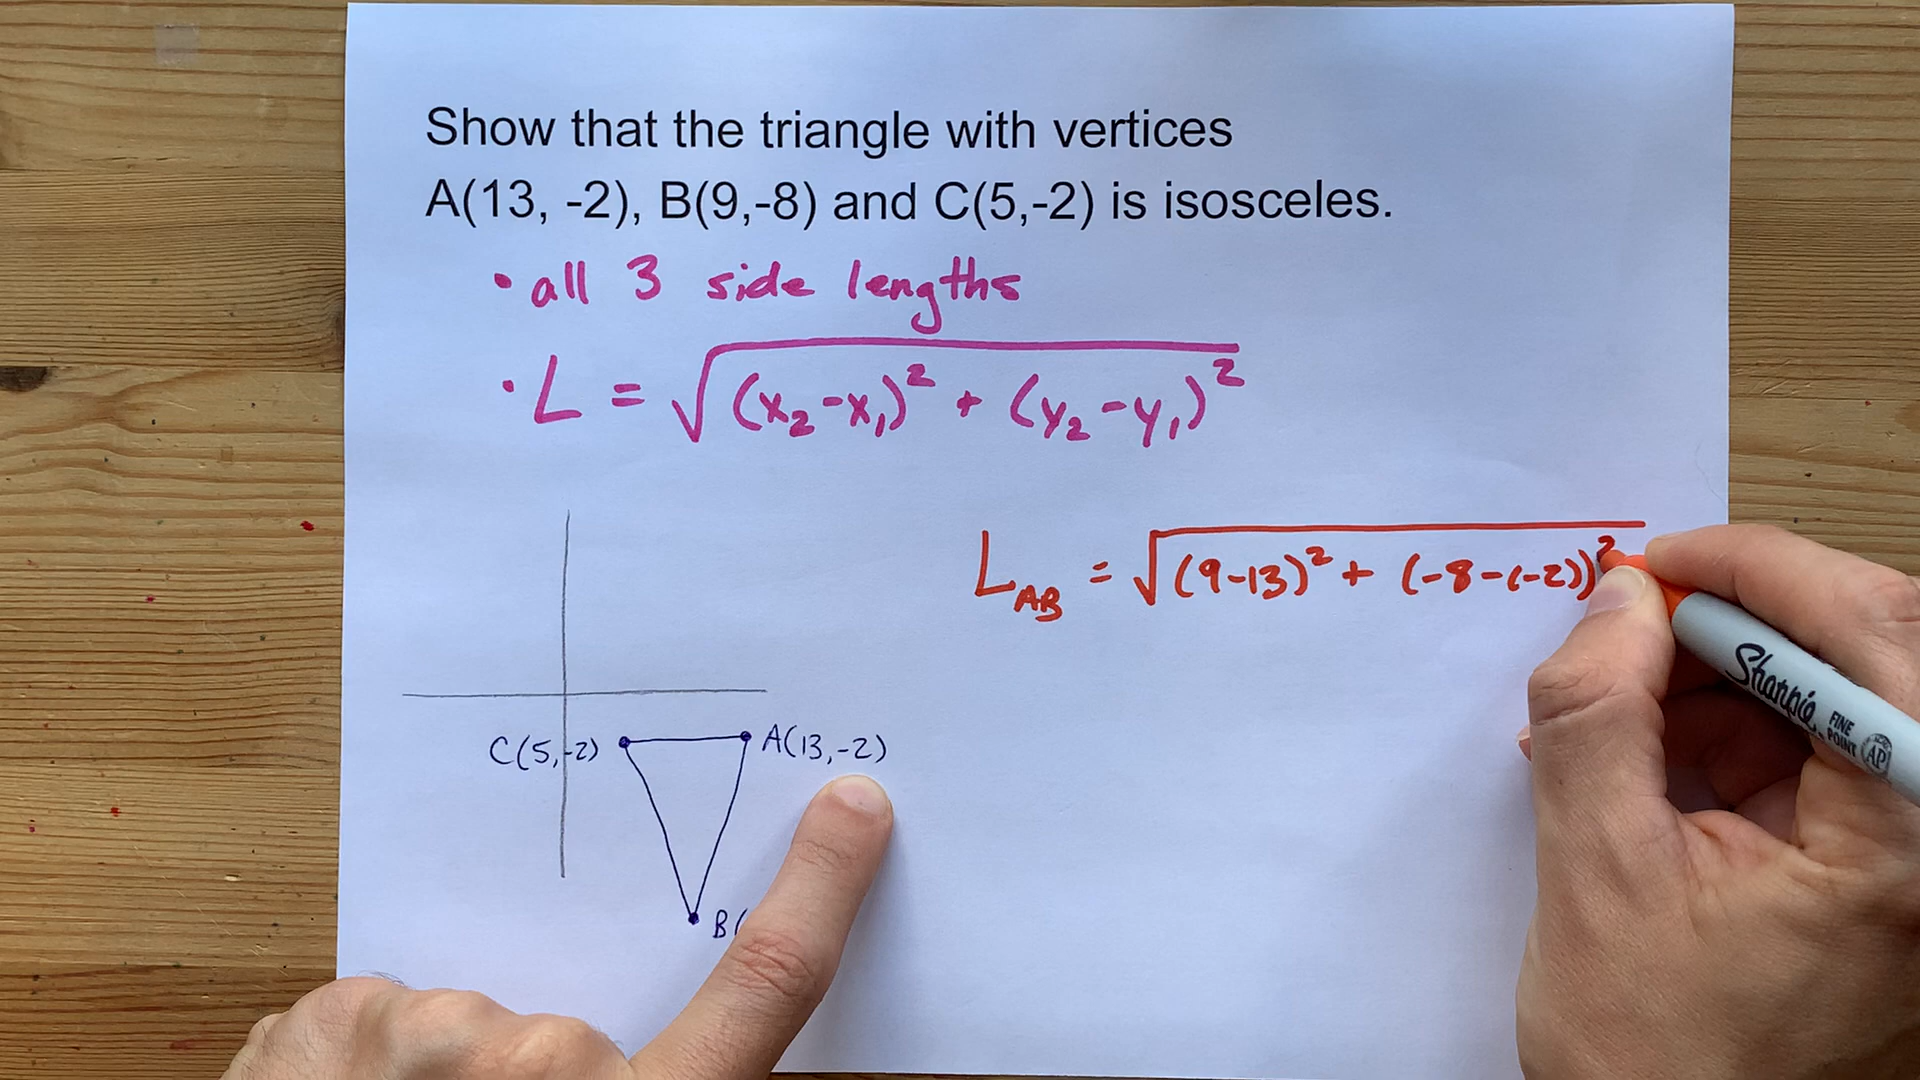 Show that the triangle with vertices
A(13, -2), B(9,-8) and C(5,-2) is isosceles.
• all 3 side lengths
• L = √(x₂-x₁)² + (y₂-y₁)²
L_AB = √(9-13)² + (-8-(-2))²
C(5,-2)
A(13,-2)
B(
Sharpie
FINE
POINT
AP